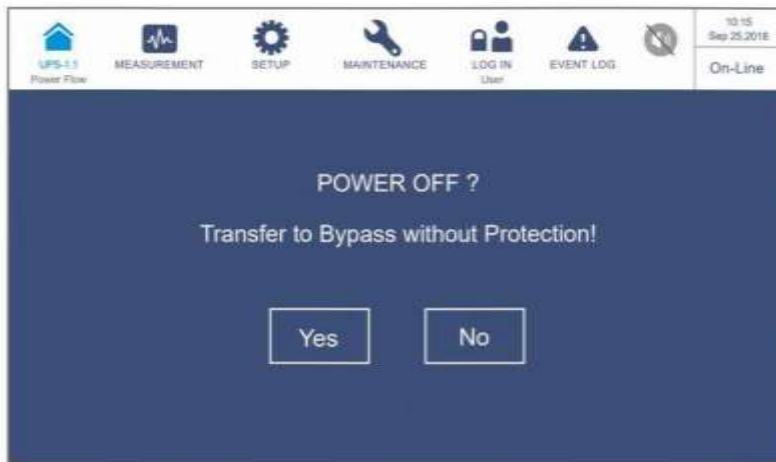 UPS-1.1
Power Flow
MEASUREMENT
SETUP
MAINTENANCE
LOG IN
User
EVENT LOG
10:15
Sep 25,2018
On-Line
POWER OFF ?
Transfer to Bypass without Protection!
Yes
No